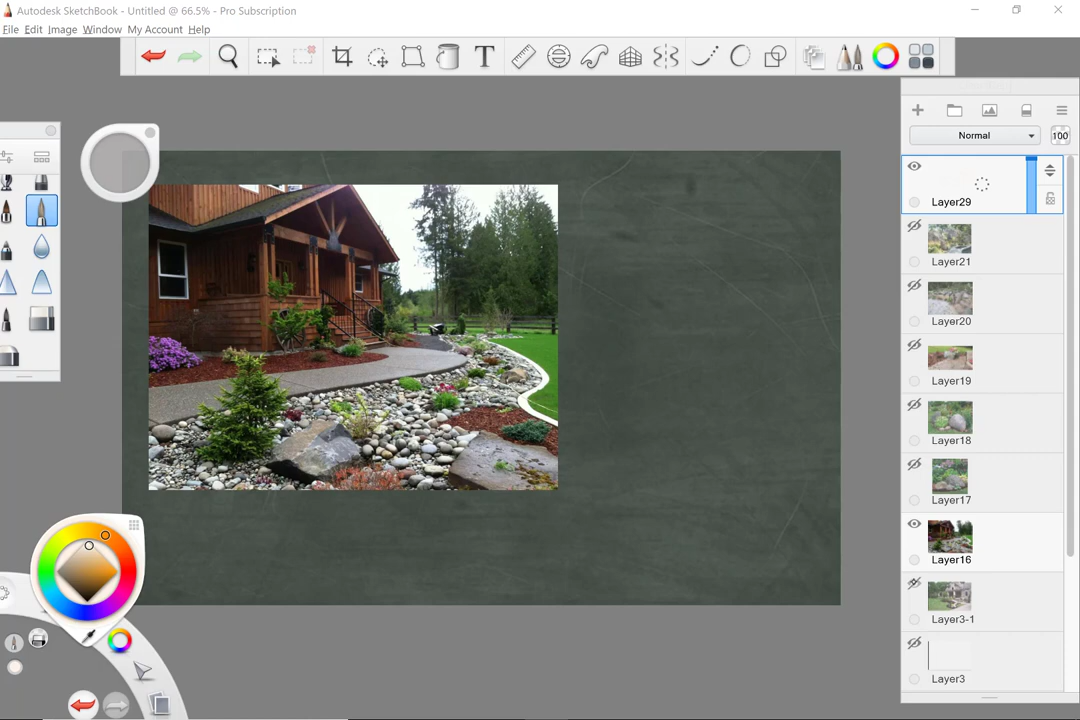 Autodesk SketchBook - Untitled @ 66.5% - Pro Subscription
File Edit Image Window My Account Help
T
Normal
100
Layer29
Layer21
Layer20
Layer19
Layer18
Layer17
Layer16
Layer3-1
Layer3